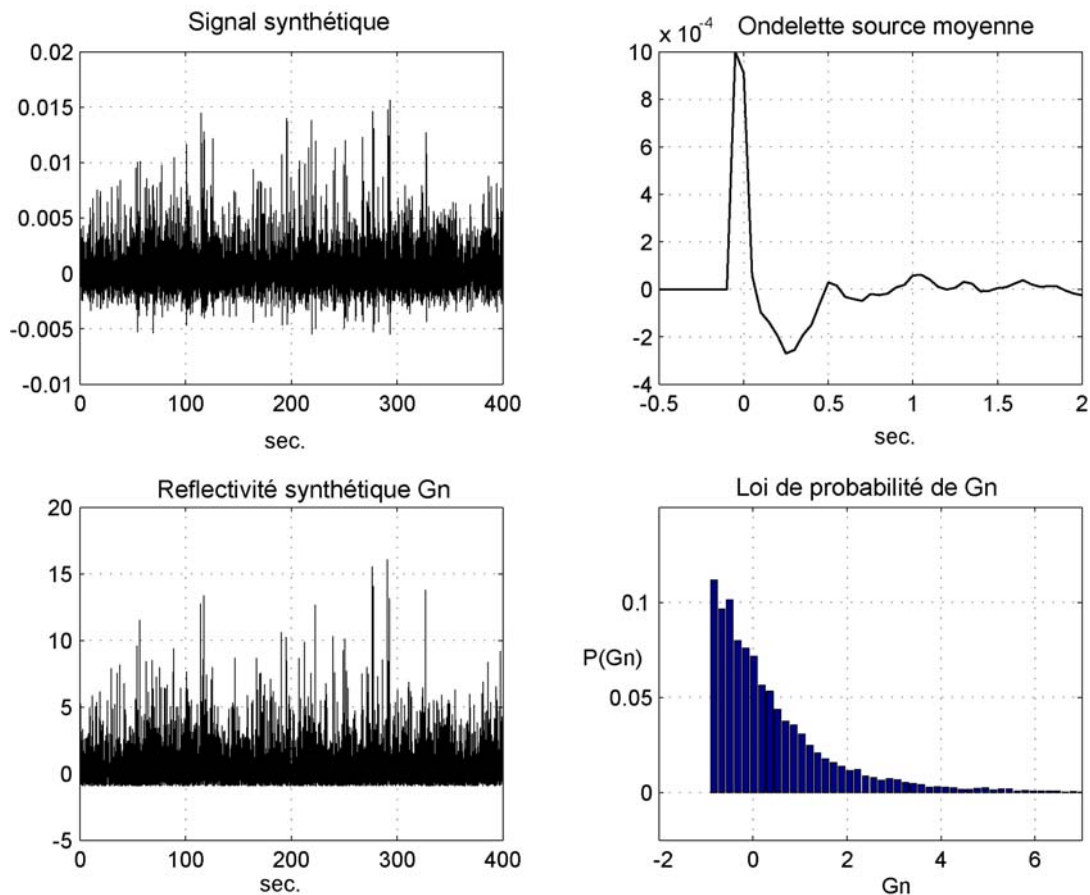 Signal synthétique
0.02
0.015
0.01
0.005
0
-0.005
-0.01
0 100 200 300 400
sec.
Ondelette source moyenne
x 10-4
10
8
6
4
2
0
-2
-4
-0.5 0 0.5 1 1.5 2
sec.
Reflectivité synthétique Gn
20
15
10
5
0
-5
0 100 200 300 400
sec.
Loi de probabilité de Gn
0.1
P(Gn)
0.05
0
-2 0 2 4 6
Gn